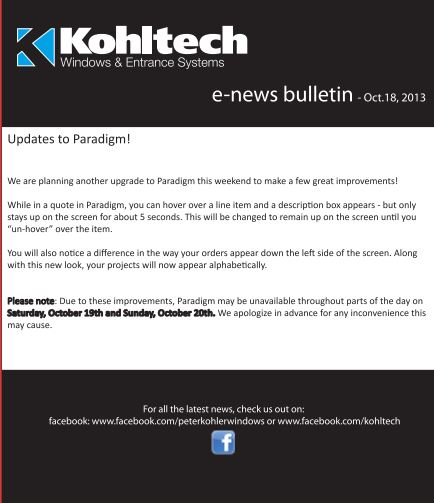 Kohltech
Windows & Entrance Systems
e-news bulletin - Oct.18, 2013
Updates to Paradigm!
We are planning another upgrade to Paradigm this weekend to make a few great improvements!
While in a quote in Paradigm, you can hover over a line item and a description box appears - but only
stays up on the screen for about 5 seconds. This will be changed to remain up on the screen until you
"un-hover" over the item.
You will also notice a difference in the way your orders appear down the left side of the screen. Along
with this new look, your projects will now appear alphabetically.
Please note: Due to these improvements, Paradigm may be unavailable throughout parts of the day on
Saturday, October 19th and Sunday, October 20th. We apologize in advance for any inconvenience this
may cause.
For all the latest news, check us out on:
facebook: www.facebook.com/peterkohlerwindows or www.facebook.com/kohltech
f